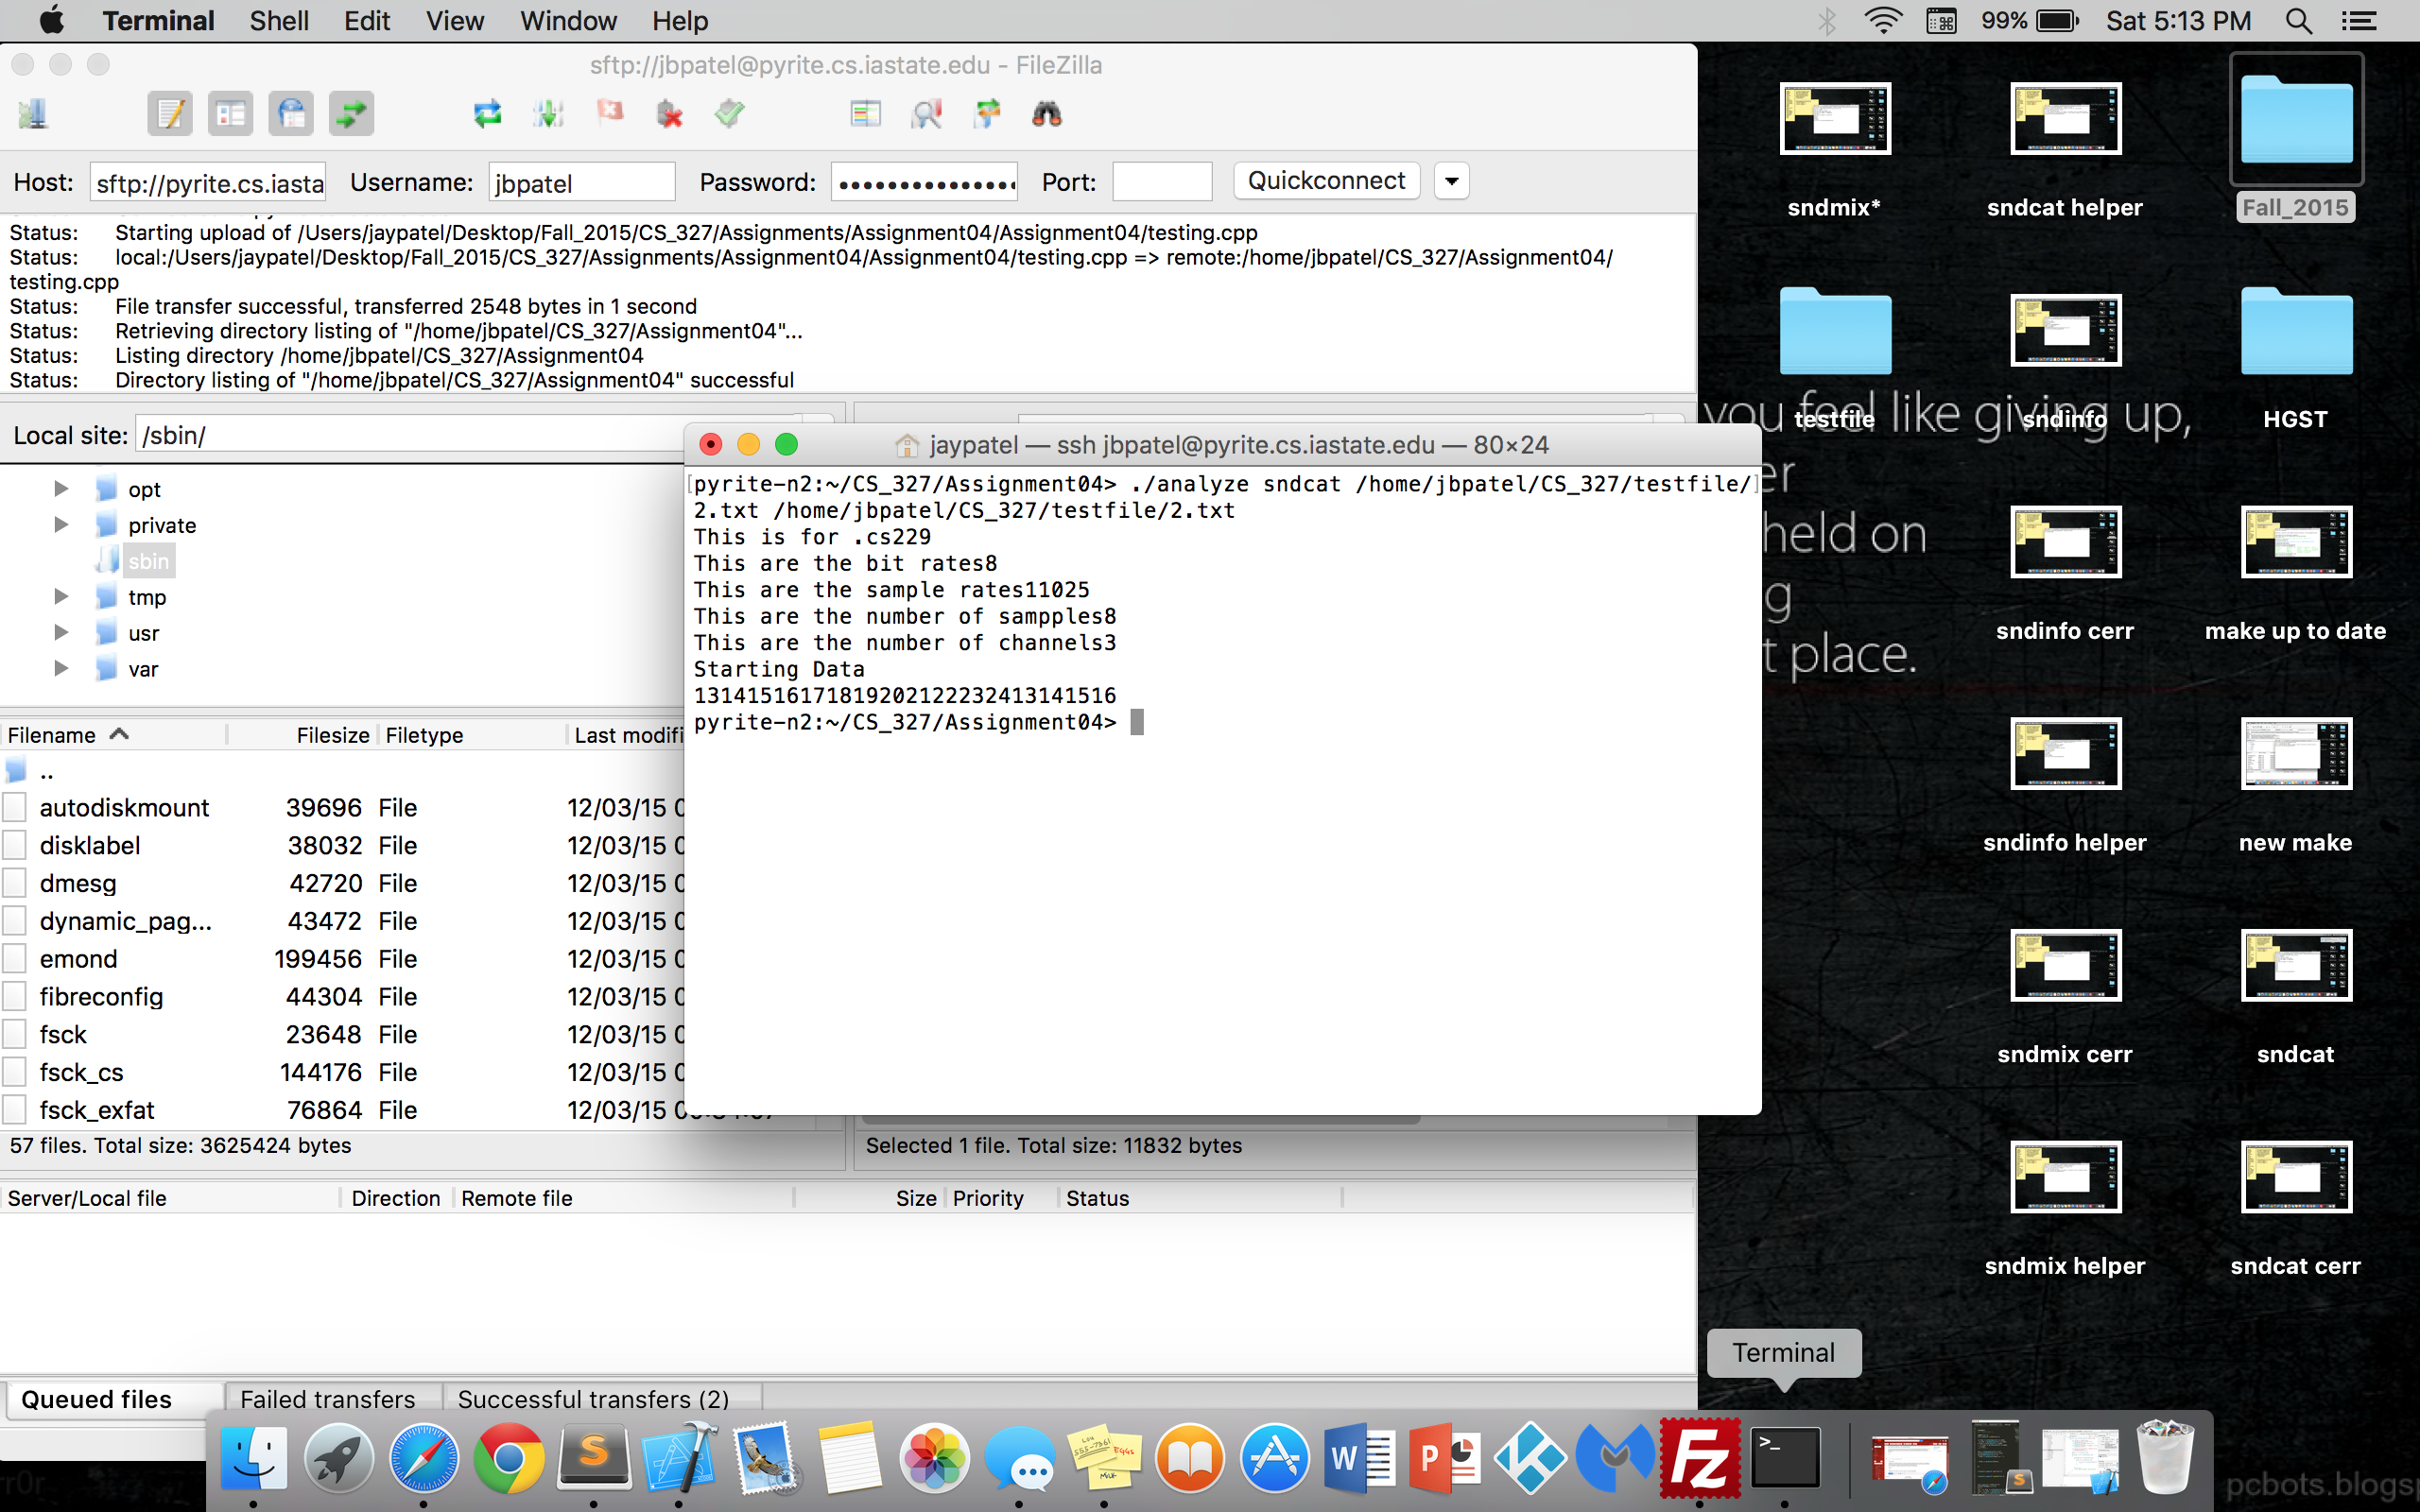 Terminal Shell Edit View Window Help 99% Sat 5:13 PM
sftp://jbpatel@pyrite.cs.iastate.edu - FileZilla
Host: sftp://pyrite.cs.iasta Username: jbpatel Password: •••••••••••••• Port: Quickconnect
Status: Starting upload of /Users/jaypatel/Desktop/Fall_2015/CS_327/Assignments/Assignment04/Assignment04/testing.cpp
Status: local:/Users/jaypatel/Desktop/Fall_2015/CS_327/Assignments/Assignment04/Assignment04/testing.cpp => remote:/home/jbpatel/CS_327/Assignment04/
testing.cpp
Status: File transfer successful, transferred 2548 bytes in 1 second
Status: Retrieving directory listing of "/home/jbpatel/CS_327/Assignment04"...
Status: Listing directory /home/jbpatel/CS_327/Assignment04
Status: Directory listing of "/home/jbpatel/CS_327/Assignment04" successful
Local site: /sbin/
opt
private
sbin
tmp
usr
var
Filename Filesize Filetype Last modifi
..
autodiskmount 39696 File 12/03/15 0
disklabel 38032 File 12/03/15 0
dmesg 42720 File 12/03/15 0
dynamic_pag... 43472 File 12/03/15 0
emond 199456 File 12/03/15 0
fibreconfig 44304 File 12/03/15 0
fsck 23648 File 12/03/15 0
fsck_cs 144176 File 12/03/15 0
fsck_exfat 76864 File 12/03/15
57 files. Total size: 3625424 bytes
Selected 1 file. Total size: 11832 bytes
Server/Local file Direction Remote file Size Priority Status
Queued files Failed transfers Successful transfers (2)
jaypatel — ssh jbpatel@pyrite.cs.iastate.edu — 80×24
[pyrite-n2:~/CS_327/Assignment04> ./analyze sndcat /home/jbpatel/CS_327/testfile/]
2.txt /home/jbpatel/CS_327/testfile/2.txt
This is for .cs229
This are the bit rates8
This are the sample rates11025
This are the number of sampples8
This are the number of channels3
Starting Data
13141516171819202122232413141516
pyrite-n2:~/CS_327/Assignment04>
sndmix* sndcat helper Fall_2015
testfile sndinfo HGST
you feel like giving up,
er
held on
g
t place.
sndinfo cerr make up to date
sndinfo helper new make
sndmix cerr sndcat
sndmix helper sndcat cerr
Terminal
pcbots.blogsp